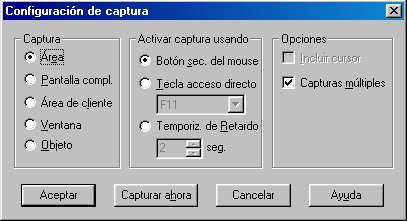 Configuración de captura
Captura
Área
Pantalla compl.
Área de cliente
Ventana
Objeto
Activar captura usando
Botón sec. del mouse
Tecla acceso directo
F11
Temporiz. de Retardo
2 seg.
Opciones
Incluir cursor
Capturas múltiples
Aceptar
Capturar ahora
Cancelar
Ayuda